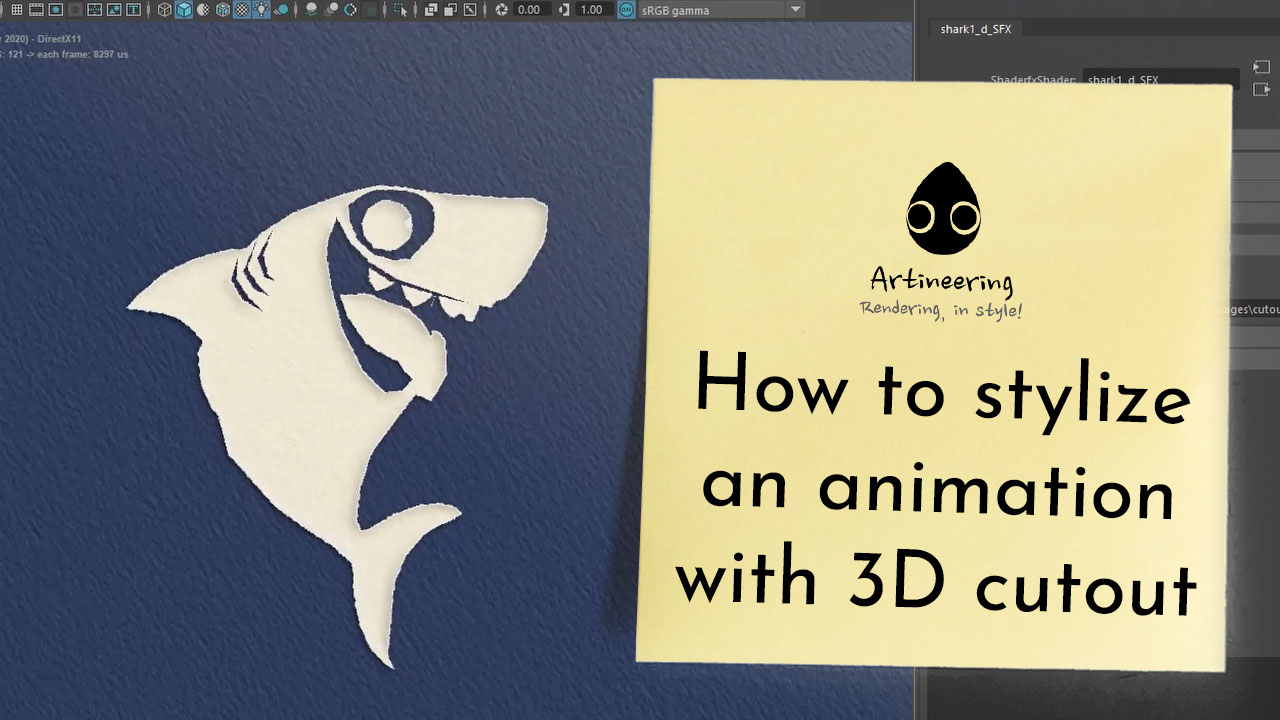 0.00
1.00
ON
sRGB gamma
2020) - DirectX11
: 121 -> each frame: 8297 us
shark1_d_SFX
ShaderfxShader:
shark1_d_SFX
Artineering
Rendering, in style!
How to stylize
an animation
with 3D cutout